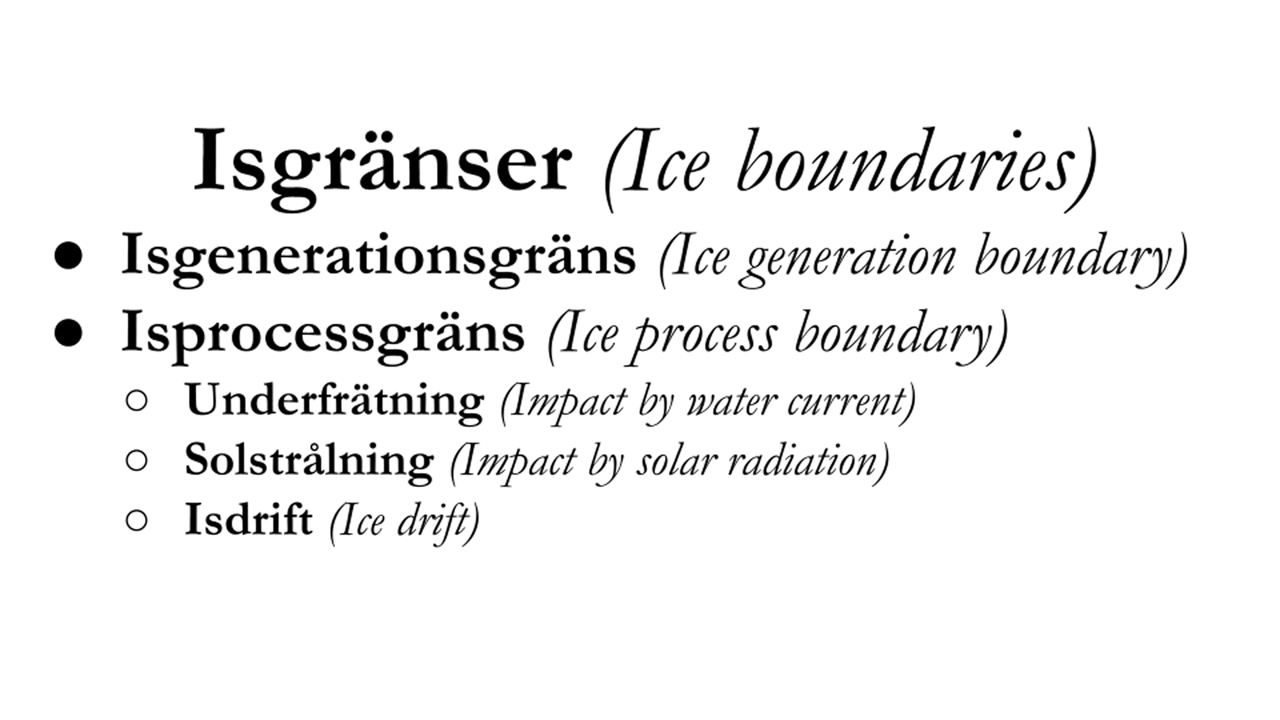 Isgränser (Ice boundaries)
● Isgenerationsgräns (Ice generation boundary)
● Isprocessgräns (Ice process boundary)
○ Underfrätning (Impact by water current)
○ Solstrålning (Impact by solar radiation)
○ Isdrift (Ice drift)